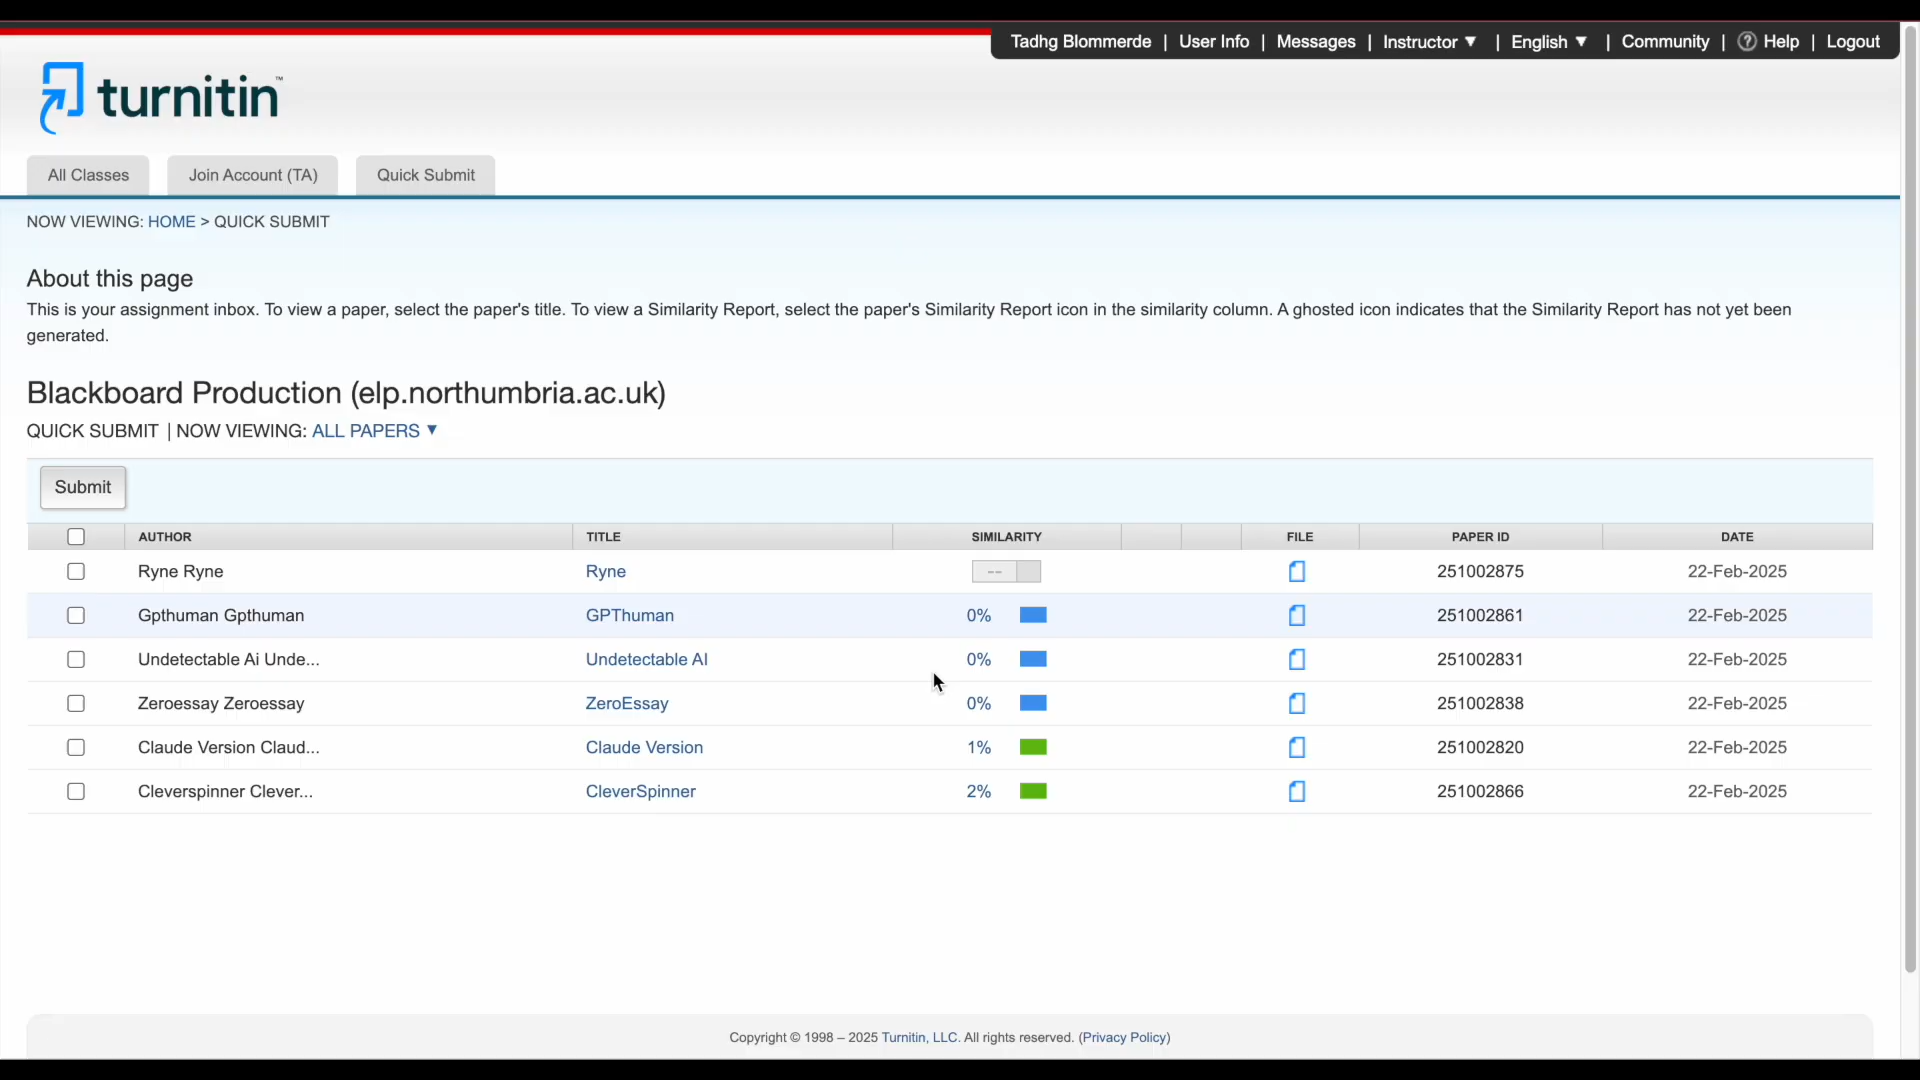 Tadhg Blommerde | User Info | Messages | Instructor ▼ | English ▼ | Community | ? Help | Logout
turnitin™
All Classes Join Account (TA) Quick Submit
NOW VIEWING: HOME > QUICK SUBMIT
About this page
This is your assignment inbox. To view a paper, select the paper's title. To view a Similarity Report, select the paper's Similarity Report icon in the similarity column. A ghosted icon indicates that the Similarity Report has not yet been
generated.
Blackboard Production (elp.northumbria.ac.uk)
QUICK SUBMIT | NOW VIEWING: ALL PAPERS ▼
Submit
AUTHOR TITLE SIMILARITY FILE PAPER ID DATE
Ryne Ryne Ryne -- 251002875 22-Feb-2025
Gpthuman Gpthuman GPThuman 0% 251002861 22-Feb-2025
Undetectable Ai Unde... Undetectable AI 0% 251002831 22-Feb-2025
Zeroessay Zeroessay ZeroEssay 0% 251002838 22-Feb-2025
Claude Version Claud... Claude Version 1% 251002820 22-Feb-2025
Cleverspinner Clever... CleverSpinner 2% 251002866 22-Feb-2025
Copyright © 1998 – 2025 Turnitin, LLC. All rights reserved. (Privacy Policy)